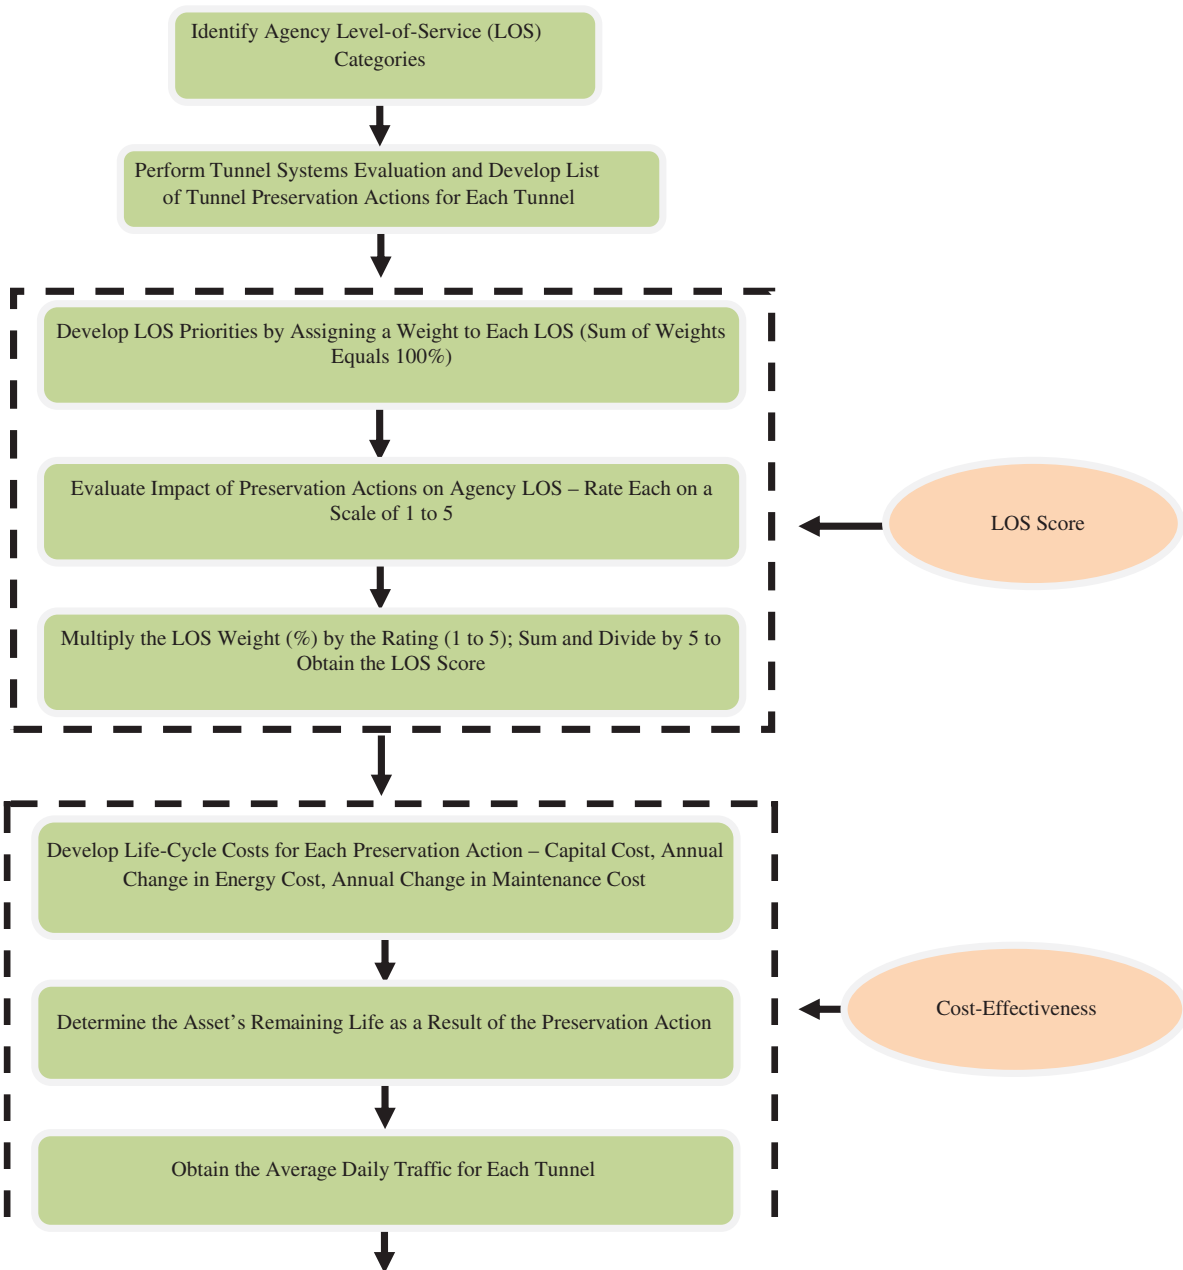 Identify Agency Level-of-Service (LOS)
Categories
Perform Tunnel Systems Evaluation and Develop List
of Tunnel Preservation Actions for Each Tunnel
Develop LOS Priorities by Assigning a Weight to Each LOS (Sum of Weights
Equals 100%)
Evaluate Impact of Preservation Actions on Agency LOS – Rate Each on a
Scale of 1 to 5
LOS Score
Multiply the LOS Weight (%) by the Rating (1 to 5); Sum and Divide by 5 to
Obtain the LOS Score
Develop Life-Cycle Costs for Each Preservation Action – Capital Cost, Annual
Change in Energy Cost, Annual Change in Maintenance Cost
Determine the Asset's Remaining Life as a Result of the Preservation Action
Cost-Effectiveness
Obtain the Average Daily Traffic for Each Tunnel